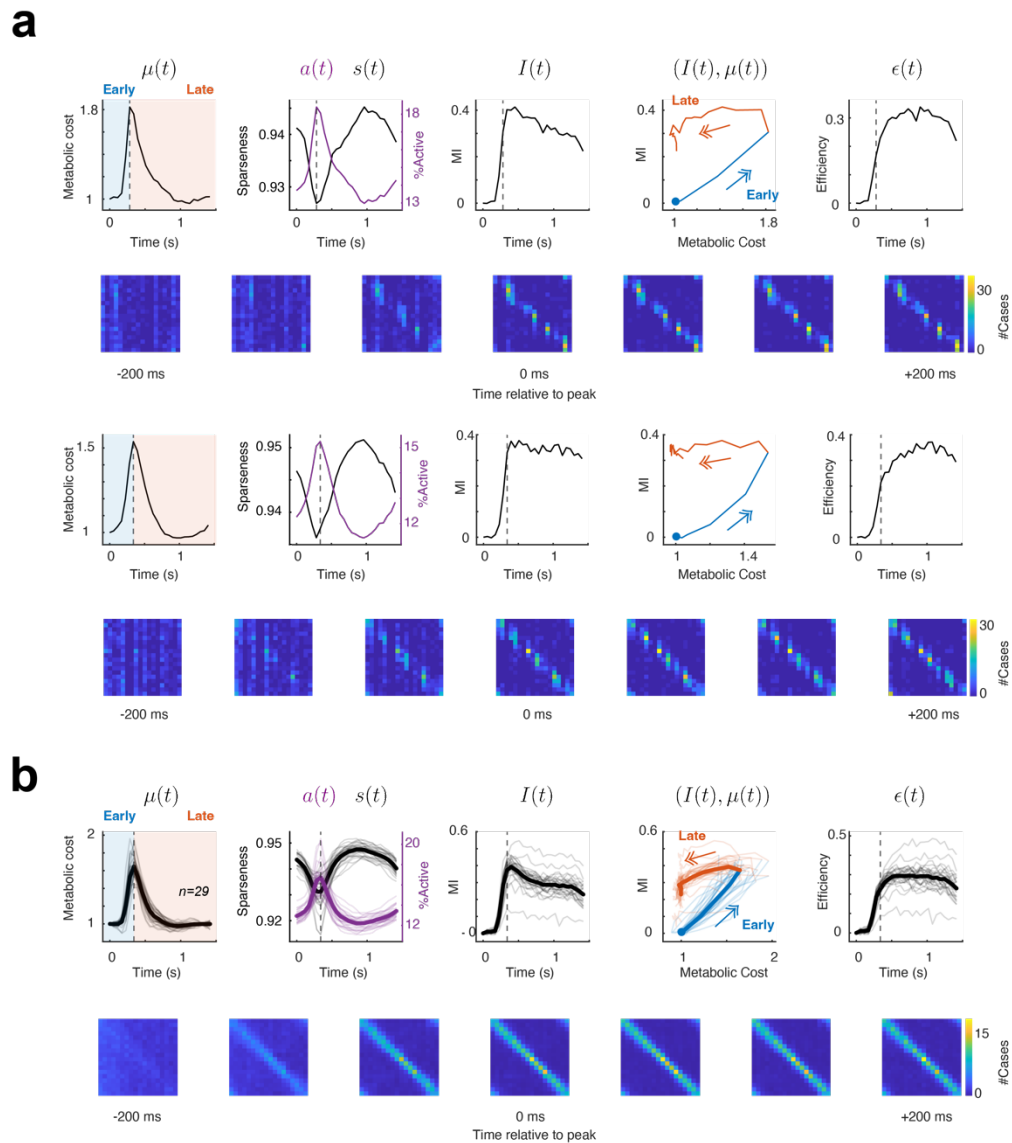 a
μ(t) a(t) s(t) I(t) (I(t), μ(t)) ϵ(t)
Early Late
Metabolic cost
1.8
1
0 1
Time (s)
Sparseness
0.94
0.93
%Active
18
13
0 1
Time (s)
MI
0.4
0
0 1
Time (s)
Late
Early
MI
0.4
0
1 1.8
Metabolic Cost
Efficiency
0.3
0
0 1
Time (s)
30
0
#Cases
-200 ms 0 ms +200 ms
Time relative to peak
Metabolic cost
1.5
1
0 1
Time (s)
Sparseness
0.95
0.94
%Active
15
12
0 1
Time (s)
MI
0.4
0
0 1
Time (s)
MI
0.4
0
1 1.4
Metabolic Cost
Efficiency
0.4
0
0 1
Time (s)
30
0
#Cases
-200 ms 0 ms +200 ms
b
μ(t) a(t) s(t) I(t) (I(t), μ(t)) ϵ(t)
Early Late
Metabolic cost
2
1
n=29
0 1
Time (s)
Sparseness
0.95
0.92
%Active
20
12
0 1
Time (s)
MI
0.6
- 0
0 1
Time (s)
Late
Early
MI
0.6
0
1 2
Metabolic Cost
Efficiency
0.5
0
0 1
Time (s)
15
0
#Cases
-200 ms 0 ms +200 ms
Time relative to peak